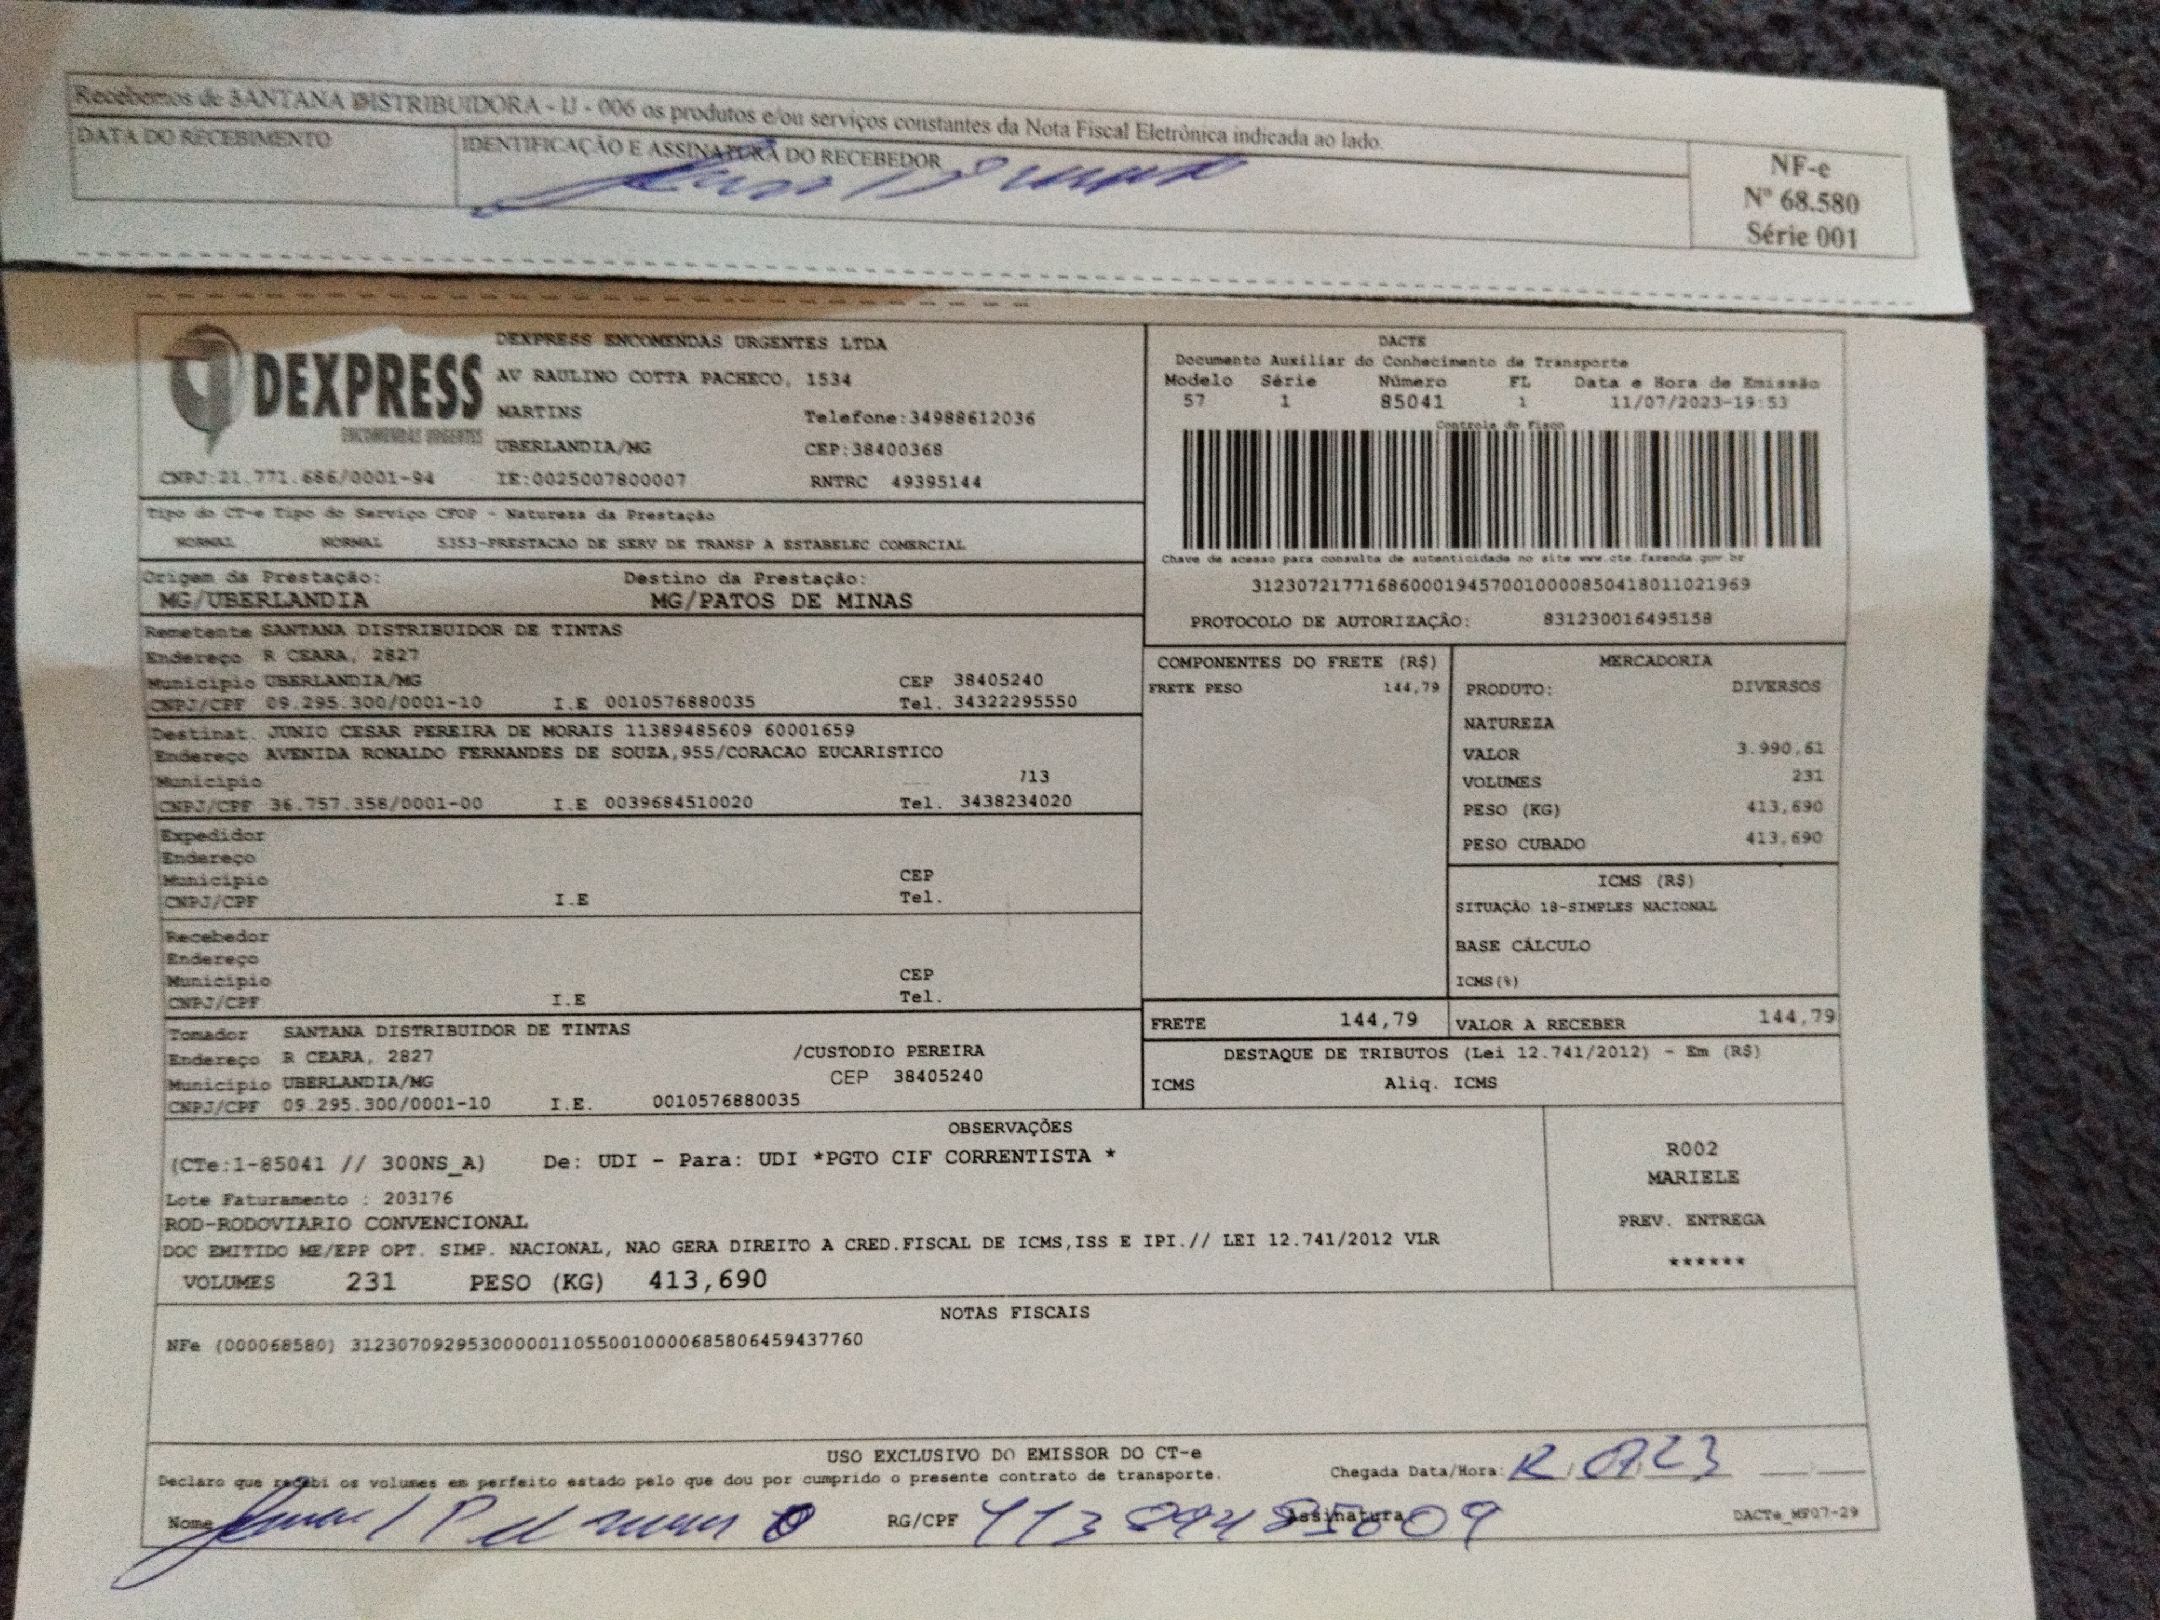 Recebemos de SANTANA DISTRIBUIDORA - IJ - 006 os produtos e/ou serviços constantes da Nota Fiscal Eletrônica indicada ao lado.
DATA DO RECEBIMENTO IDENTIFICAÇÃO E ASSINATURA DO RECEBEDOR
NF-e
Nº 68.580
Série 001
DEXPRESS
ENCOMENDAS URGENTES
DEXPRESS ENCOMENDAS URGENTES LTDA
AV RAULINO COTTA PACHECO, 1534
MARTINS Telefone:34988612036
UBERLANDIA/MG CEP:38400368
CNPJ:21.771.686/0001-94 IE:0025007800007 RNTRC 49395144
DACTE
Documento Auxiliar do Conhecimento de Transporte
Modelo Série Número FL Data e Hora de Emissão
57 1 85041 1 11/07/2023-19:53
Controle do Fisco
Chave de acesso para consulta de autenticidade no site www.cte.fazenda.gov.br
31230721771686000194570010000850418011021969
PROTOCOLO DE AUTORIZAÇÃO: 831230016495158
Tipo do CT-e Tipo do Serviço CFOP - Natureza da Prestação
NORMAL NORMAL 5353-PRESTACAO DE SERV DE TRANSP A ESTABELEC COMERCIAL
Origem da Prestação: Destino da Prestação:
MG/UBERLANDIA MG/PATOS DE MINAS
Remetente SANTANA DISTRIBUIDOR DE TINTAS
Endereço R CEARA, 2827
Municipio UBERLANDIA/MG CEP 38405240
CNPJ/CPF 09.295.300/0001-10 I.E 0010576880035 Tel. 34322295550
Destinat. JUNIO CESAR PEREIRA DE MORAIS 11389485609 60001659
Endereço AVENIDA RONALDO FERNANDES DE SOUZA,955/CORACAO EUCARISTICO
Municipio 713
CNPJ/CPF 36.757.358/0001-00 I.E 0039684510020 Tel. 3438234020
Expedidor
Endereço
Municipio CEP
CNPJ/CPF I.E Tel.
Recebedor
Endereço
Municipio CEP
CNPJ/CPF I.E Tel.
Tomador SANTANA DISTRIBUIDOR DE TINTAS
Endereço R CEARA, 2827 /CUSTODIO PEREIRA
Municipio UBERLANDIA/MG CEP 38405240
CNPJ/CPF 09.295.300/0001-10 I.E. 0010576880035
COMPONENTES DO FRETE (R$)
FRETE PESO 144,79
MERCADORIA
PRODUTO: DIVERSOS
NATUREZA
VALOR 3.990,61
VOLUMES 231
PESO (KG) 413,690
PESO CUBADO 413,690
ICMS (R$)
SITUAÇÃO 18-SIMPLES NACIONAL
BASE CÁLCULO
ICMS(%)
FRETE 144,79 VALOR A RECEBER 144,79
DESTAQUE DE TRIBUTOS (Lei 12.741/2012) - Em (R$)
ICMS Aliq. ICMS
OBSERVAÇÕES
(CTe:1-85041 // 300NS_A) De: UDI - Para: UDI *PGTO CIF CORRENTISTA *
Lote Faturamento : 203176
ROD-RODOVIARIO CONVENCIONAL
DOC EMITIDO ME/EPP OPT. SIMP. NACIONAL, NAO GERA DIREITO A CRED.FISCAL DE ICMS,ISS E IPI.// LEI 12.741/2012 VLR
VOLUMES 231 PESO (KG) 413,690
R002
MARIELE
PREV. ENTREGA
******
NOTAS FISCAIS
NFe (000068580) 31230709295300000110550010000685806459437760
USO EXCLUSIVO DO EMISSOR DO CT-e
Declaro que recebi os volumes em perfeito estado pelo que dou por cumprido o presente contrato de transporte. Chegada Data/Hora:
Nome RG/CPF 11389485609 Assinatura DACTe_MF07-29